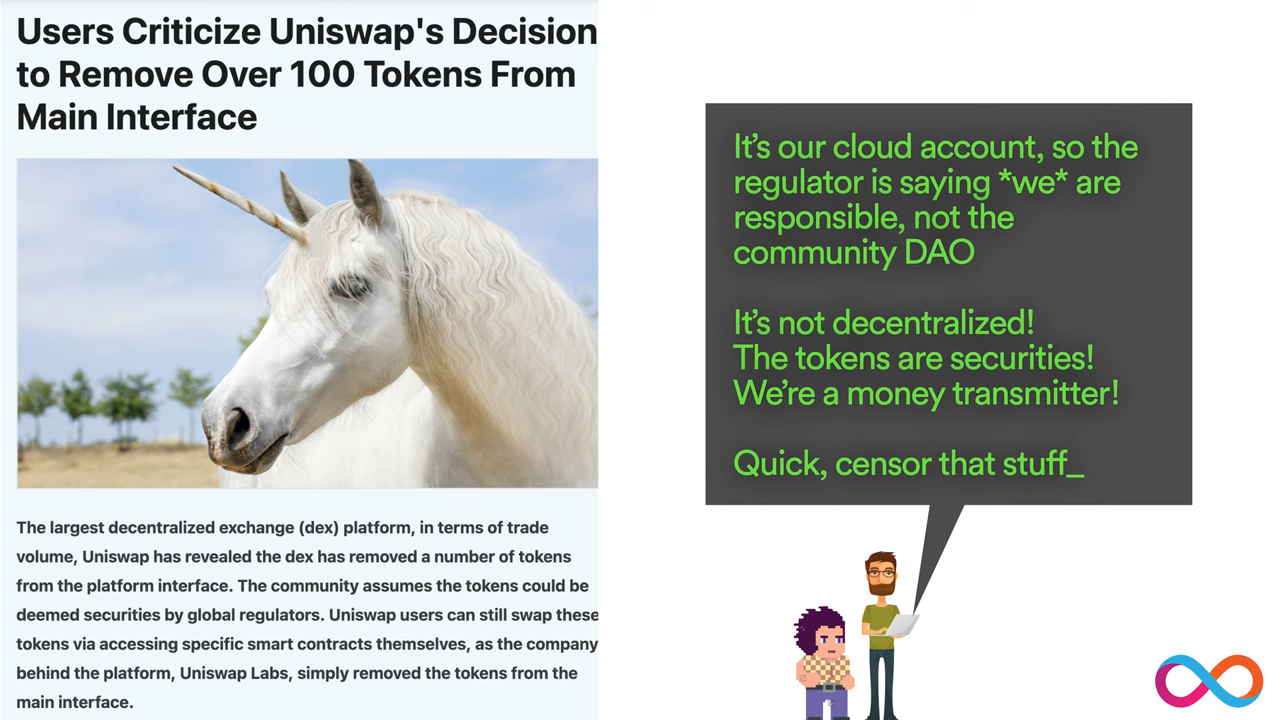 Users Criticize Uniswap's Decision
to Remove Over 100 Tokens From
Main Interface
The largest decentralized exchange (dex) platform, in terms of trade
volume, Uniswap has revealed the dex has removed a number of tokens
from the platform interface. The community assumes the tokens could be
deemed securities by global regulators. Uniswap users can still swap these
tokens via accessing specific smart contracts themselves, as the company
behind the platform, Uniswap Labs, simply removed the tokens from the
main interface.
It’s our cloud account, so the
regulator is saying *we* are
responsible, not the
community DAO
It’s not decentralized!
The tokens are securities!
We’re a money transmitter!
Quick, censor that stuff_